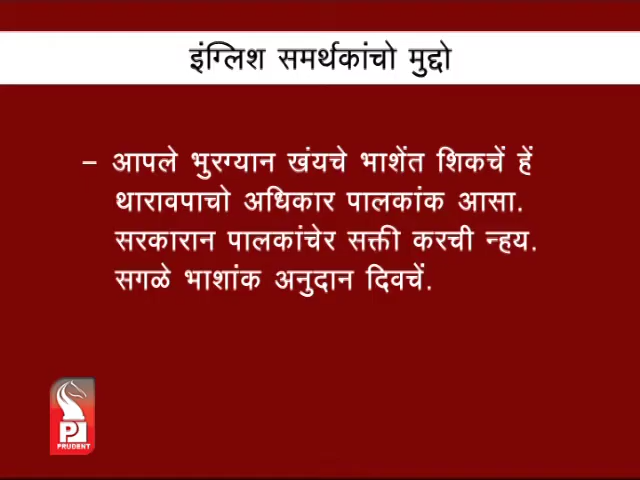 इंग्लिश समर्थकांचो मुद्दो
– आपले भुरग्यान खंयचे भाशेंत शिकचें हें
थारावपाचो अधिकार पालकांक आसा.
सरकारान पालकांचेर सक्ती करची न्हय.
सगळे भाशांक अनुदान दिवचें.
P
PRUDENT